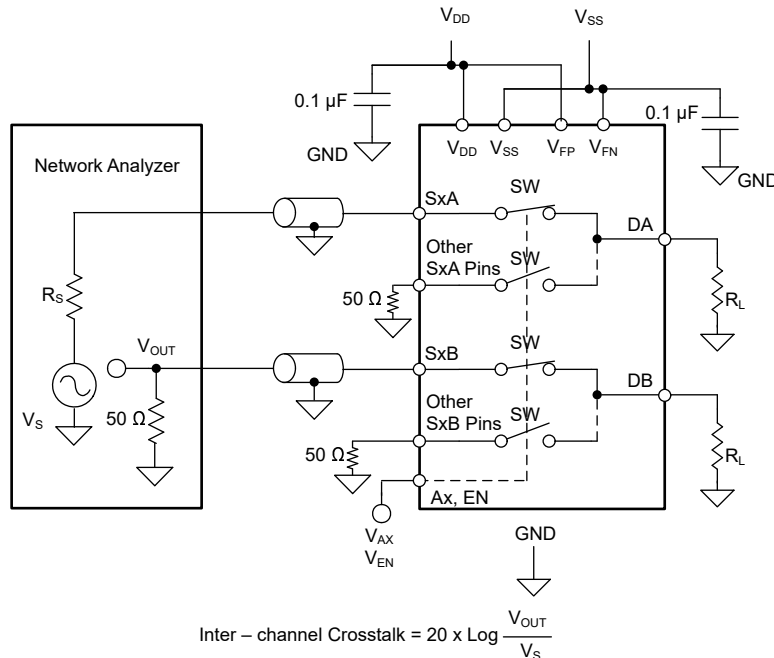 VDD
VSS
0.1 µF
0.1 µF
GND
GND
VDD
VSS
VFP
VFN
Network Analyzer
SxA
SW
DA
Other
SxA Pins
SW
RS
50 Ω
RL
VOUT
SxB
SW
DB
VS
50 Ω
Other
SxB Pins
SW
50 Ω
RL
Ax, EN
VAX
VEN
GND
Inter – channel Crosstalk = 20 x Log VOUT
VS